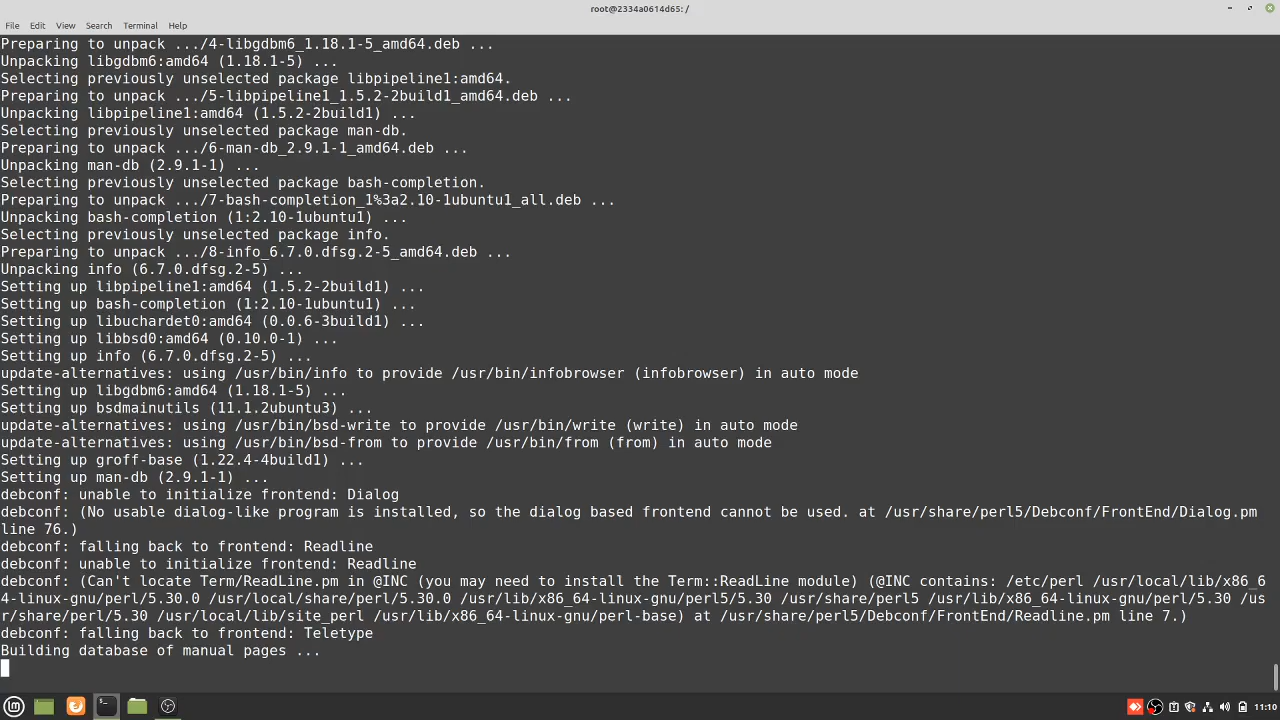 root@2334a0614d65: /
File Edit View Search Terminal Help
Preparing to unpack .../4-libgdbm6_1.18.1-5_amd64.deb ...
Unpacking libgdbm6:amd64 (1.18.1-5) ...
Selecting previously unselected package libpipeline1:amd64.
Preparing to unpack .../5-libpipeline1_1.5.2-2build1_amd64.deb ...
Unpacking libpipeline1:amd64 (1.5.2-2build1) ...
Selecting previously unselected package man-db.
Preparing to unpack .../6-man-db_2.9.1-1_amd64.deb ...
Unpacking man-db (2.9.1-1) ...
Selecting previously unselected package bash-completion.
Preparing to unpack .../7-bash-completion_1%3a2.10-1ubuntu1_all.deb ...
Unpacking bash-completion (1:2.10-1ubuntu1) ...
Selecting previously unselected package info.
Preparing to unpack .../8-info_6.7.0.dfsg.2-5_amd64.deb ...
Unpacking info (6.7.0.dfsg.2-5) ...
Setting up libpipeline1:amd64 (1.5.2-2build1) ...
Setting up bash-completion (1:2.10-1ubuntu1) ...
Setting up libuchardet0:amd64 (0.0.6-3build1) ...
Setting up libbsd0:amd64 (0.10.0-1) ...
Setting up info (6.7.0.dfsg.2-5) ...
update-alternatives: using /usr/bin/info to provide /usr/bin/infobrowser (infobrowser) in auto mode
Setting up libgdbm6:amd64 (1.18.1-5) ...
Setting up bsdmainutils (11.1.2ubuntu3) ...
update-alternatives: using /usr/bin/bsd-write to provide /usr/bin/write (write) in auto mode
update-alternatives: using /usr/bin/bsd-from to provide /usr/bin/from (from) in auto mode
Setting up groff-base (1.22.4-4build1) ...
Setting up man-db (2.9.1-1) ...
debconf: unable to initialize frontend: Dialog
debconf: (No usable dialog-like program is installed, so the dialog based frontend cannot be used. at /usr/share/perl5/Debconf/FrontEnd/Dialog.pm
line 76.)
debconf: falling back to frontend: Readline
debconf: unable to initialize frontend: Readline
debconf: (Can't locate Term/ReadLine.pm in @INC (you may need to install the Term::ReadLine module) (@INC contains: /etc/perl /usr/local/lib/x86_6
4-linux-gnu/perl/5.30.0 /usr/local/share/perl/5.30.0 /usr/lib/x86_64-linux-gnu/perl5/5.30 /usr/share/perl5 /usr/lib/x86_64-linux-gnu/perl/5.30 /us
r/share/perl/5.30 /usr/local/lib/site_perl /usr/lib/x86_64-linux-gnu/perl-base) at /usr/share/perl5/Debconf/FrontEnd/Readline.pm line 7.)
debconf: falling back to frontend: Teletype
Building database of manual pages ...
11:10